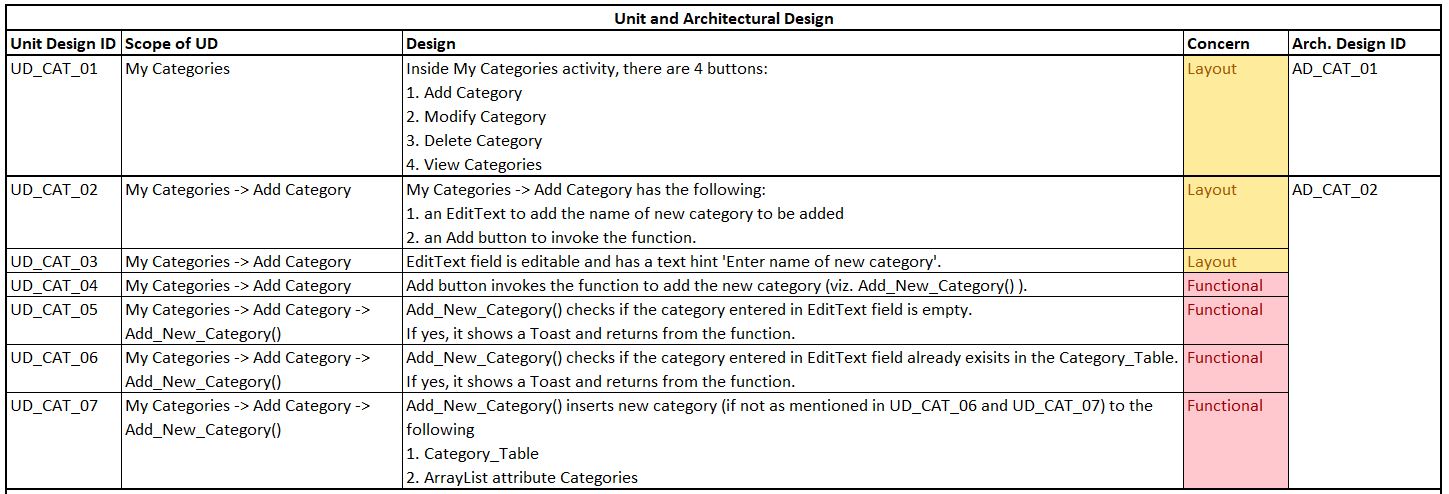 Unit and Architectural Design
Unit Design ID Scope of UD Design Concern Arch. Design ID
UD_CAT_01 My Categories Inside My Categories activity, there are 4 buttons: Layout AD_CAT_01
1. Add Category
2. Modify Category
3. Delete Category
4. View Categories
UD_CAT_02 My Categories -> Add Category My Categories -> Add Category has the following: Layout AD_CAT_02
1. an EditText to add the name of new category to be added
2. an Add button to invoke the function.
UD_CAT_03 My Categories -> Add Category EditText field is editable and has a text hint 'Enter name of new category'. Layout
UD_CAT_04 My Categories -> Add Category Add button invokes the function to add the new category (viz. Add_New_Category() ). Functional
UD_CAT_05 My Categories -> Add Category -> Add_New_Category() checks if the category entered in EditText field is empty. Functional
Add_New_Category() If yes, it shows a Toast and returns from the function.
UD_CAT_06 My Categories -> Add Category -> Add_New_Category() checks if the category entered in EditText field already exisits in the Category_Table. Functional
Add_New_Category() If yes, it shows a Toast and returns from the function.
UD_CAT_07 My Categories -> Add Category -> Add_New_Category() inserts new category (if not as mentioned in UD_CAT_06 and UD_CAT_07) to the Functional
Add_New_Category() following
1. Category_Table
2. ArrayList attribute Categories